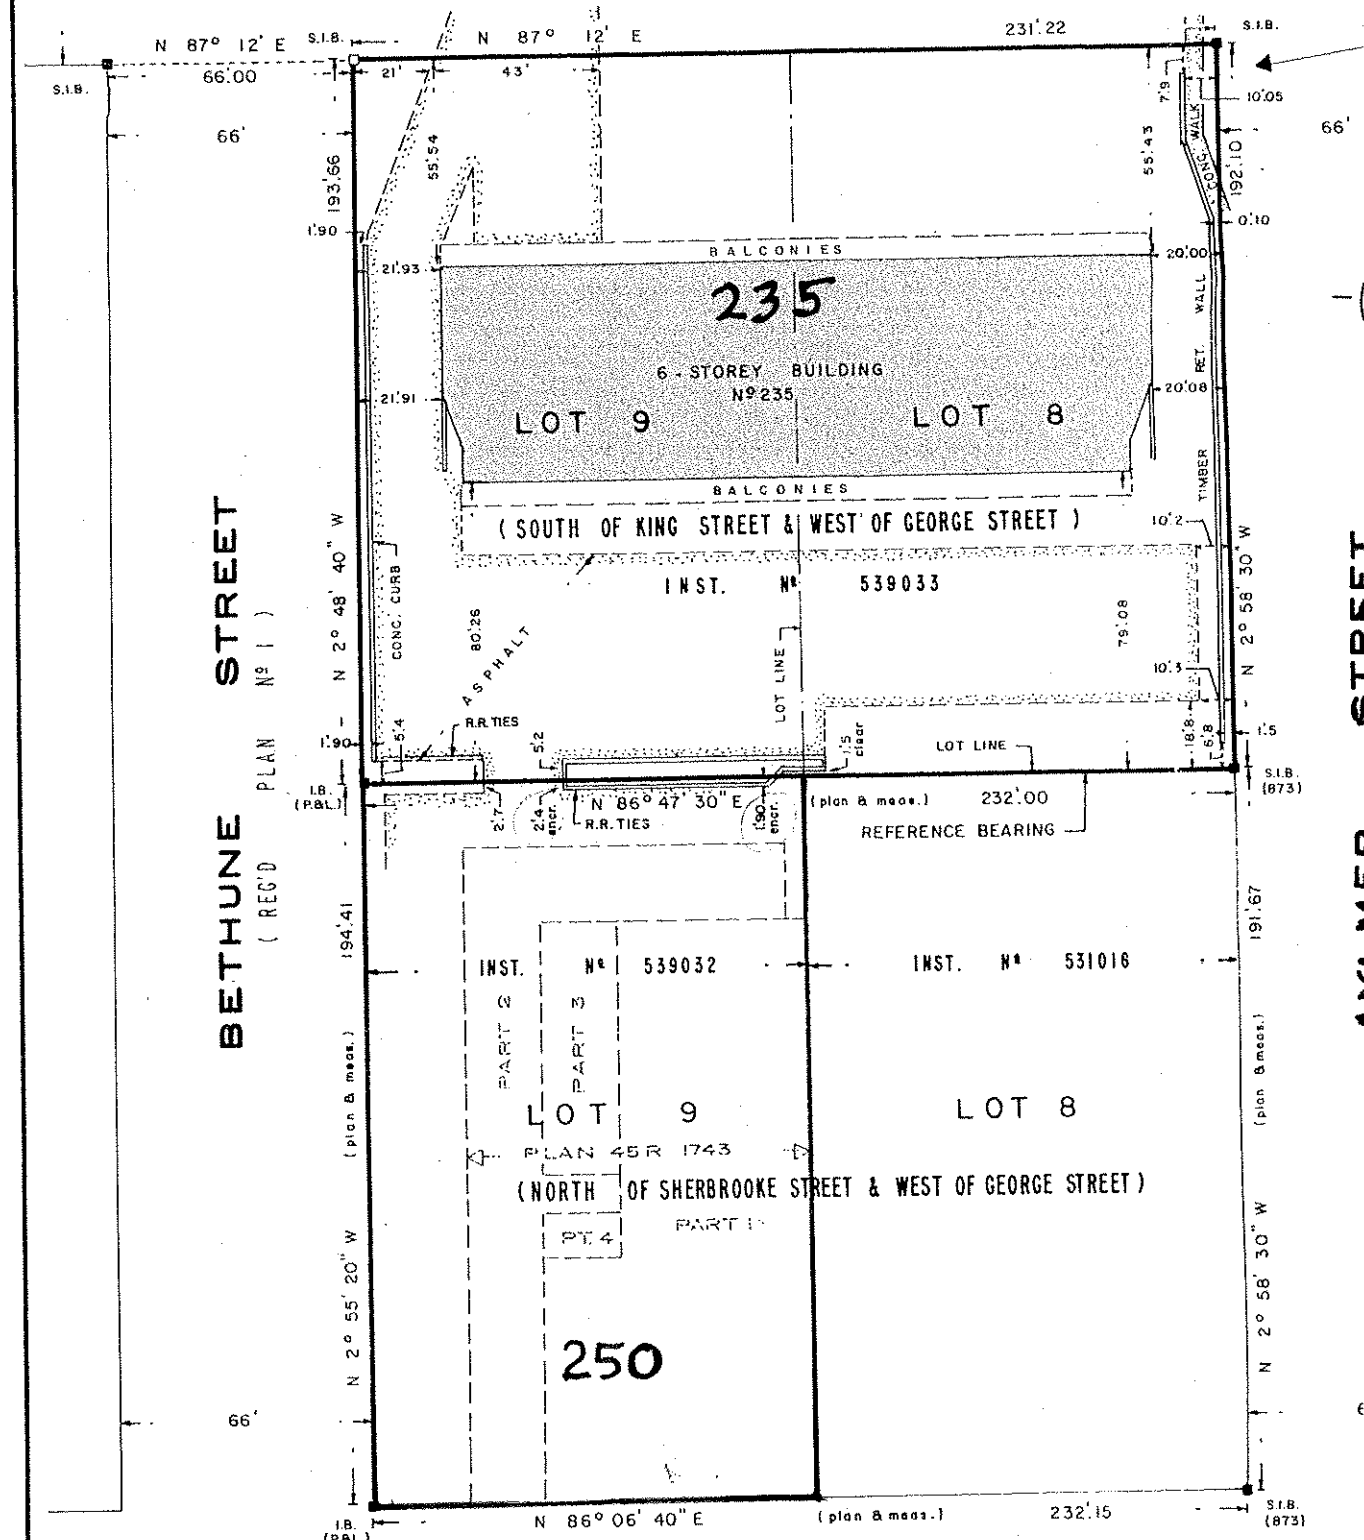 N 87° 12' E
S.I.B.
N 87° 12' E
231.22
S.I.B.
S.I.B.
66.00
21'
43'
7.9
10.05
66'
66'
193.66
55.54
55.43
CONC. WALK
192.10
1.90
0.10
BALCONIES
21.93
20.00
235
6 - STOREY BUILDING
Nº 235
21.91
20.08
TIMBER RET. WALL
LOT 9
LOT 8
BALCONIES
(SOUTH OF KING STREET & WEST OF GEORGE STREET)
10.2
INST. Nº 539033
BETHUNE STREET
(REG'D PLAN Nº 1)
N 2° 48' 40" W
CONC. CURB
80.26
ASPHALT
LOT LINE
79.08
N 2° 58' 30" W
10.3
R.R. TIES
1.90
5.4
5.2
1.5 clear
LOT LINE
18.8
6.8
1.5
I.B. (P.B.L.)
S.I.B. (873)
2.7
2.4 encr.
N 86° 47' 30" E
1.90 encr.
(plan & meas.)
232.00
R.R. TIES
REFERENCE BEARING
194.41
191.67
INST. Nº 539032
INST. Nº 531016
PART 2
PART 3
(plan & meas.)
(plan & meas.)
LOT 9
LOT 8
PLAN 45R 1743
(NORTH OF SHERBROOKE STREET & WEST OF GEORGE STREET)
PART 1
PT. 4
N 2° 55' 20" W
N 2° 58' 30" W
250
66'
I.B. (P.B.L.)
N 86° 06' 40" E
(plan & meas.)
232.15
S.I.B. (873)